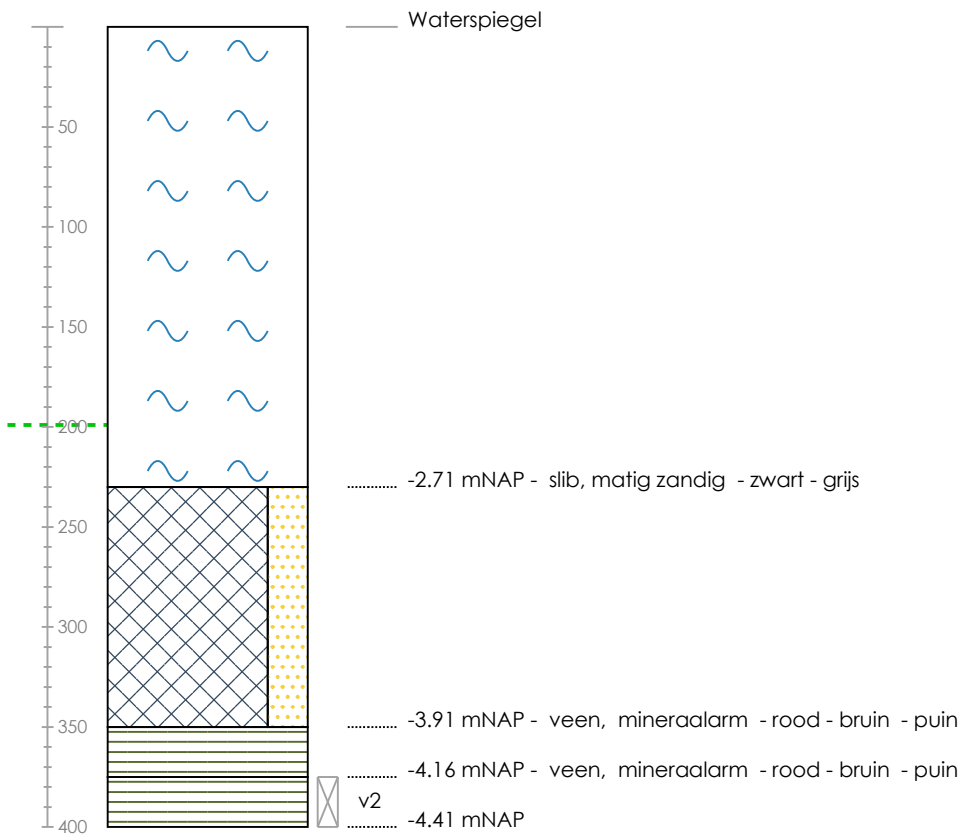 Waterspiegel
50
100
150
200
-2.71 mNAP - slib, matig zandig - zwart - grijs
250
300
-3.91 mNAP - veen, mineraalarm - rood - bruin - puin
350
-4.16 mNAP - veen, mineraalarm - rood - bruin - puin
v2
-4.41 mNAP
400